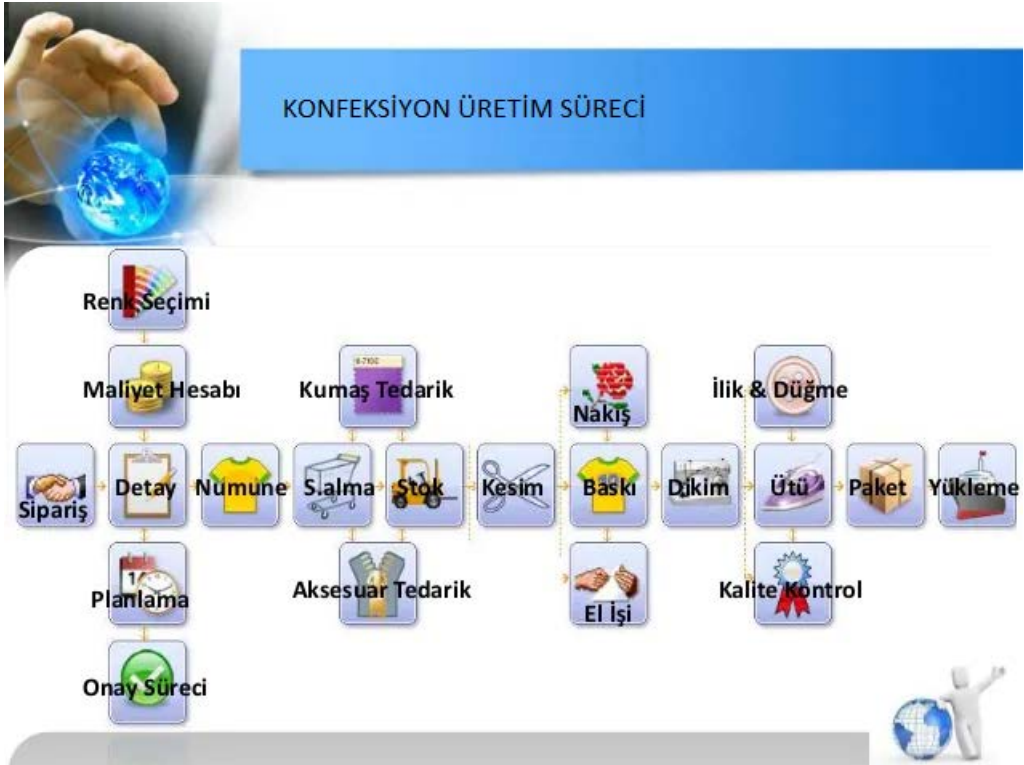 KONFEKSİYON ÜRETİM SÜRECİ
Renk Seçimi
Maliyet Hesabı
Kumaş Tedarik
Nakış
İlik & Düğme
Sipariş
Detay
Numune
S.alma
Stok
Kesim
Baskı
Dikim
Ütü
Paket
Yükleme
Planlama
Aksesuar Tedarik
El İşi
Kalite Kontrol
Onay Süreci